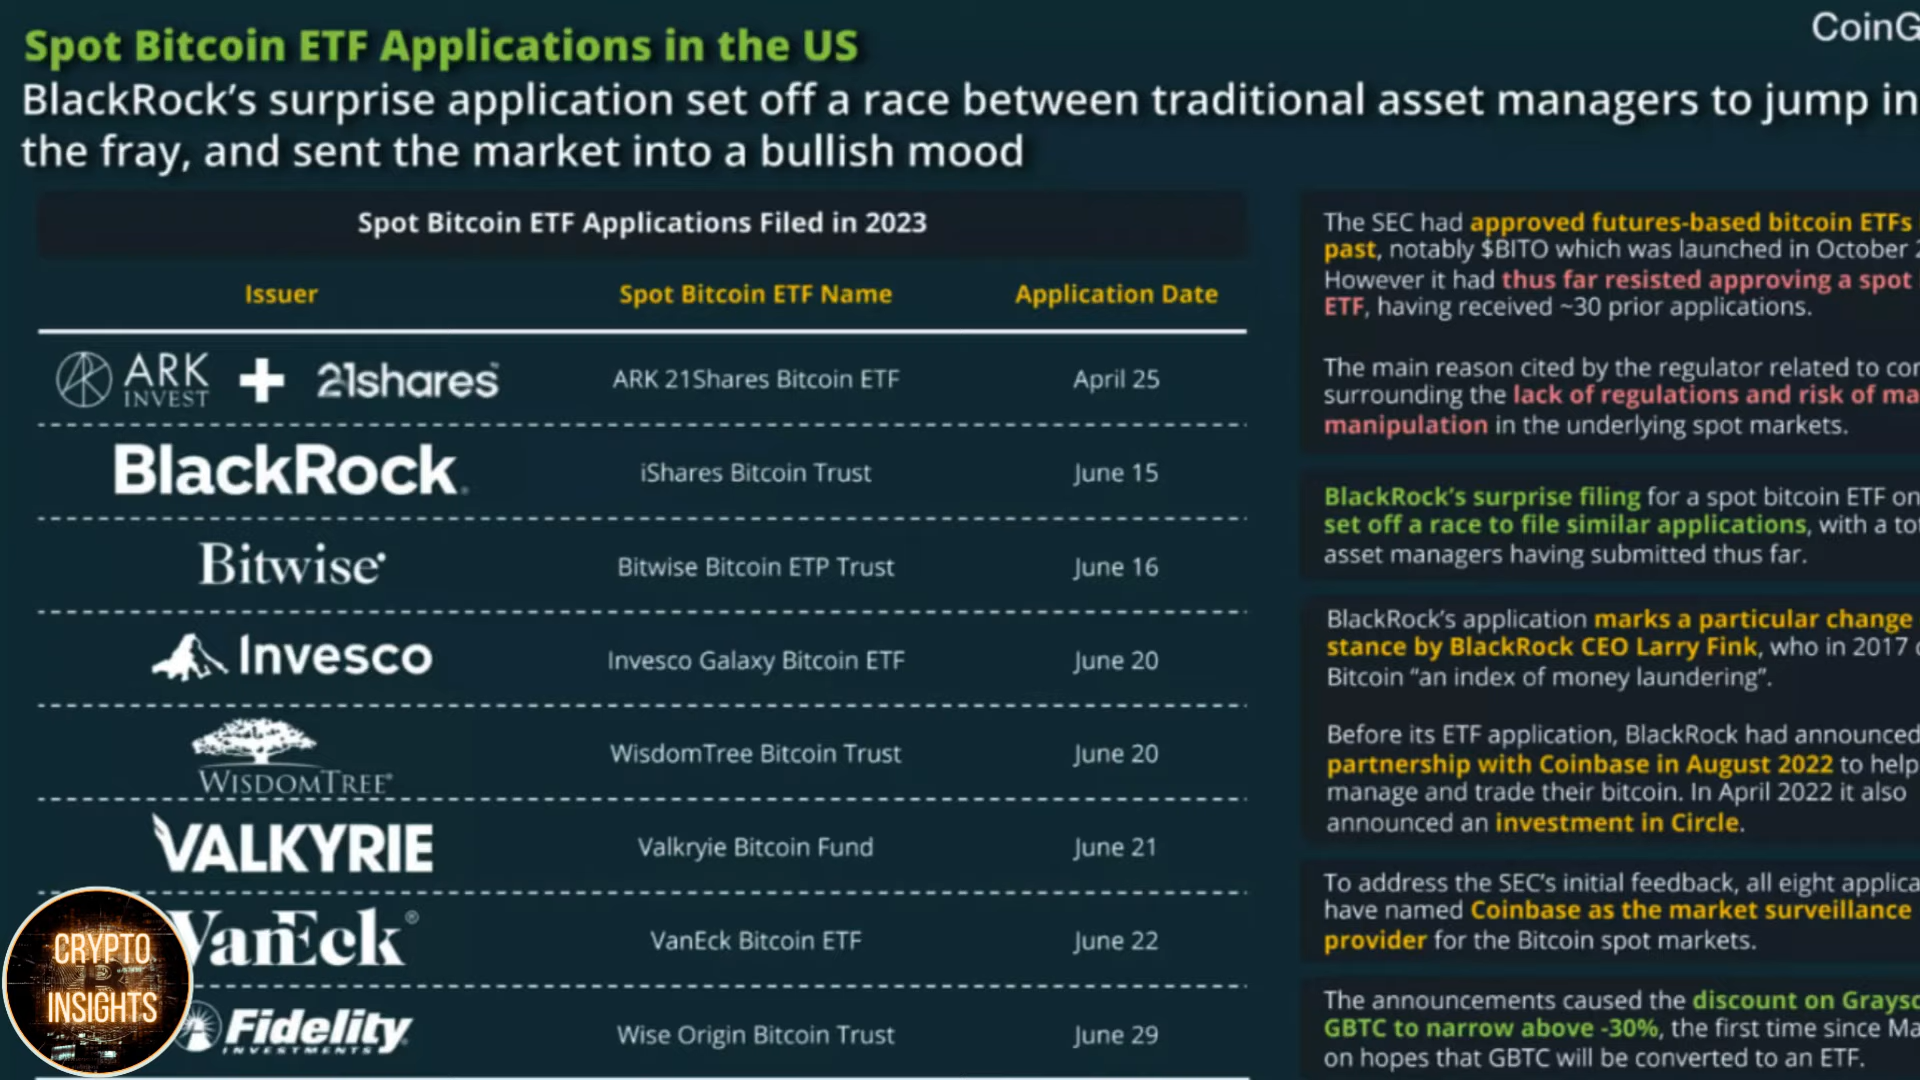 Spot Bitcoin ETF Applications in the US
CoinG
BlackRock's surprise application set off a race between traditional asset managers to jump in
the fray, and sent the market into a bullish mood
Spot Bitcoin ETF Applications Filed in 2023
Issuer Spot Bitcoin ETF Name Application Date
ARK INVEST + 21shares ARK 21Shares Bitcoin ETF April 25
BlackRock. iShares Bitcoin Trust June 15
Bitwise Bitwise Bitcoin ETP Trust June 16
Invesco Invesco Galaxy Bitcoin ETF June 20
WISDOMTREE® WisdomTree Bitcoin Trust June 20
VALKYRIE Valkryie Bitcoin Fund June 21
VanEck® VanEck Bitcoin ETF June 22
Fidelity INVESTMENTS Wise Origin Bitcoin Trust June 29
The SEC had approved futures-based bitcoin ETFs
past, notably $BITO which was launched in October
However it had thus far resisted approving a spot
ETF, having received ~30 prior applications.
The main reason cited by the regulator related to
surrounding the lack of regulations and risk of
manipulation in the underlying spot markets.
BlackRock's surprise filing for a spot bitcoin ETF on
set off a race to file similar applications, with a
asset managers having submitted thus far.
BlackRock's application marks a particular change
stance by BlackRock CEO Larry Fink, who in 2017
Bitcoin "an index of money laundering".
Before its ETF application, BlackRock had announced
partnership with Coinbase in August 2022 to help
manage and trade their bitcoin. In April 2022 it also
announced an investment in Circle.
To address the SEC's initial feedback, all eight
have named Coinbase as the market surveillance
provider for the Bitcoin spot markets.
The announcements caused the discount on
GBTC to narrow above -30%, the first time since
on hopes that GBTC will be converted to an ETF.
CRYPTO
INSIGHTS